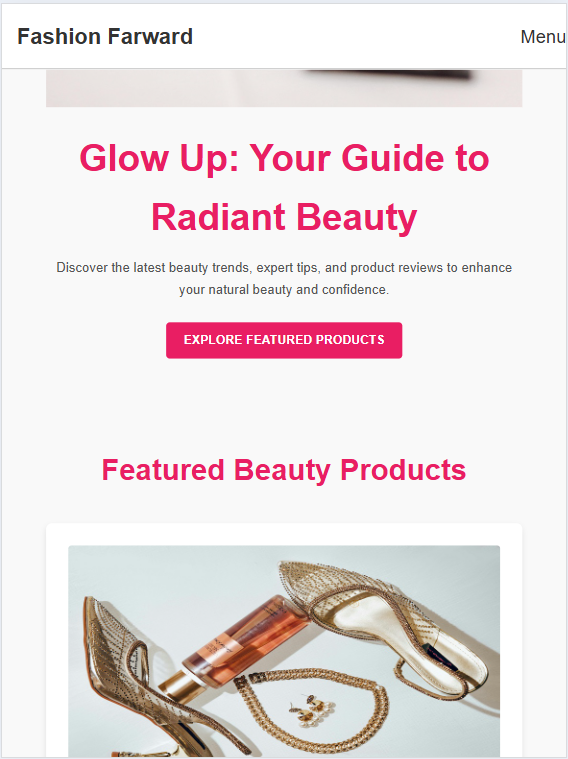 Fashion Farward
Menu
Glow Up: Your Guide to
Radiant Beauty
Discover the latest beauty trends, expert tips, and product reviews to enhance
your natural beauty and confidence.
EXPLORE FEATURED PRODUCTS
Featured Beauty Products